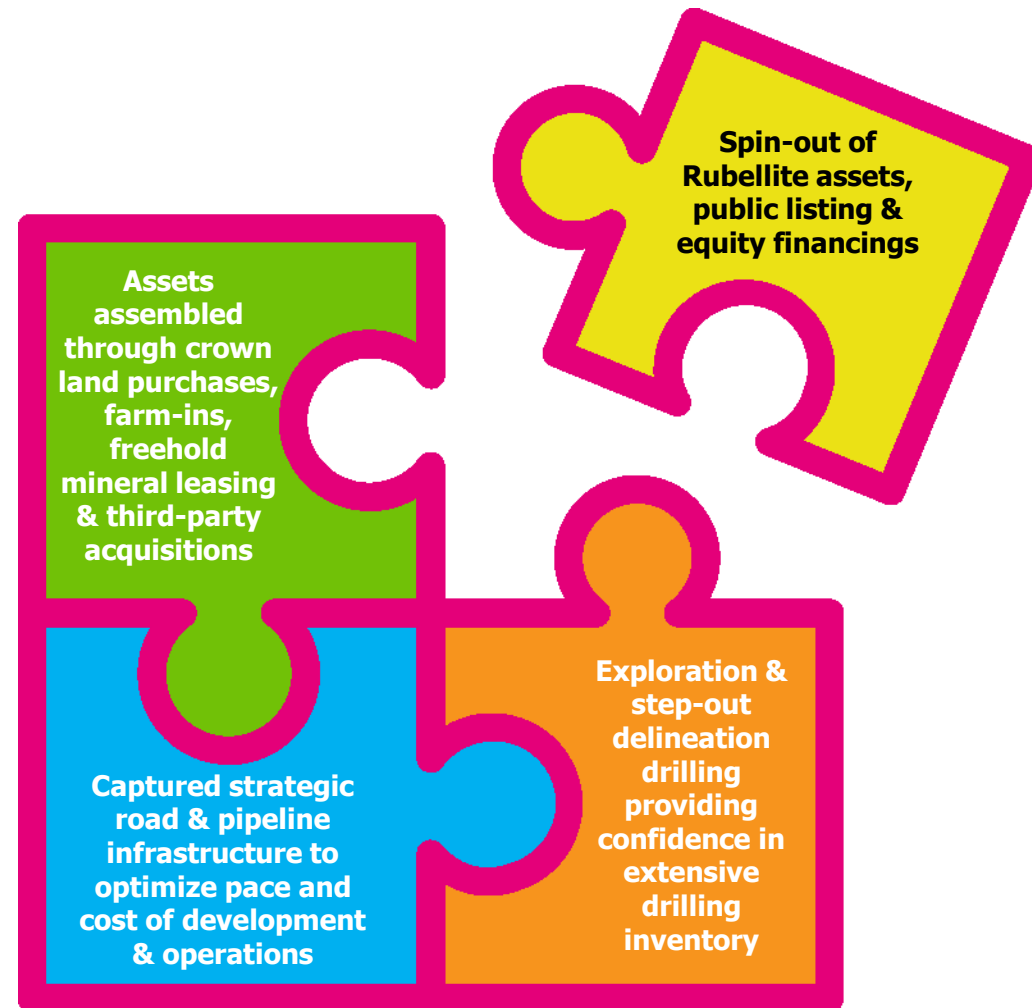 Spin-out of
Rubellite assets,
public listing &
equity financings
Assets
assembled
through crown
land purchases,
farm-ins,
freehold
mineral leasing
& third-party
acquisitions
Captured strategic
road & pipeline
infrastructure to
optimize pace and
cost of development
& operations
Exploration &
step-out
delineation
drilling
providing
confidence in
extensive
drilling
inventory